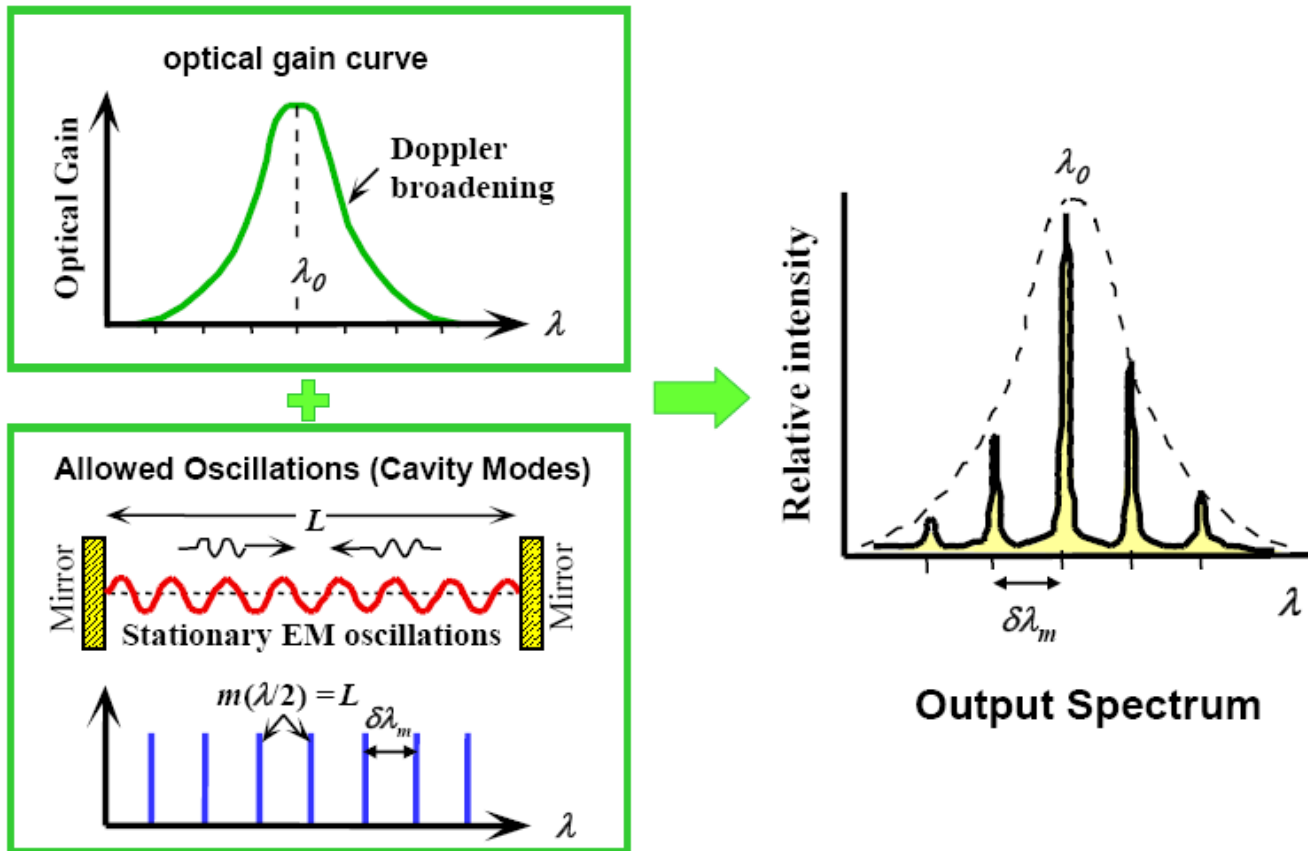 optical gain curve
Optical Gain
Doppler
broadening
λ₀
λ
Allowed Oscillations (Cavity Modes)
L
Mirror
Mirror
Stationary EM oscillations
m(λ/2) = L
δλₘ
λ
λ₀
Relative intensity
δλₘ
λ
Output Spectrum